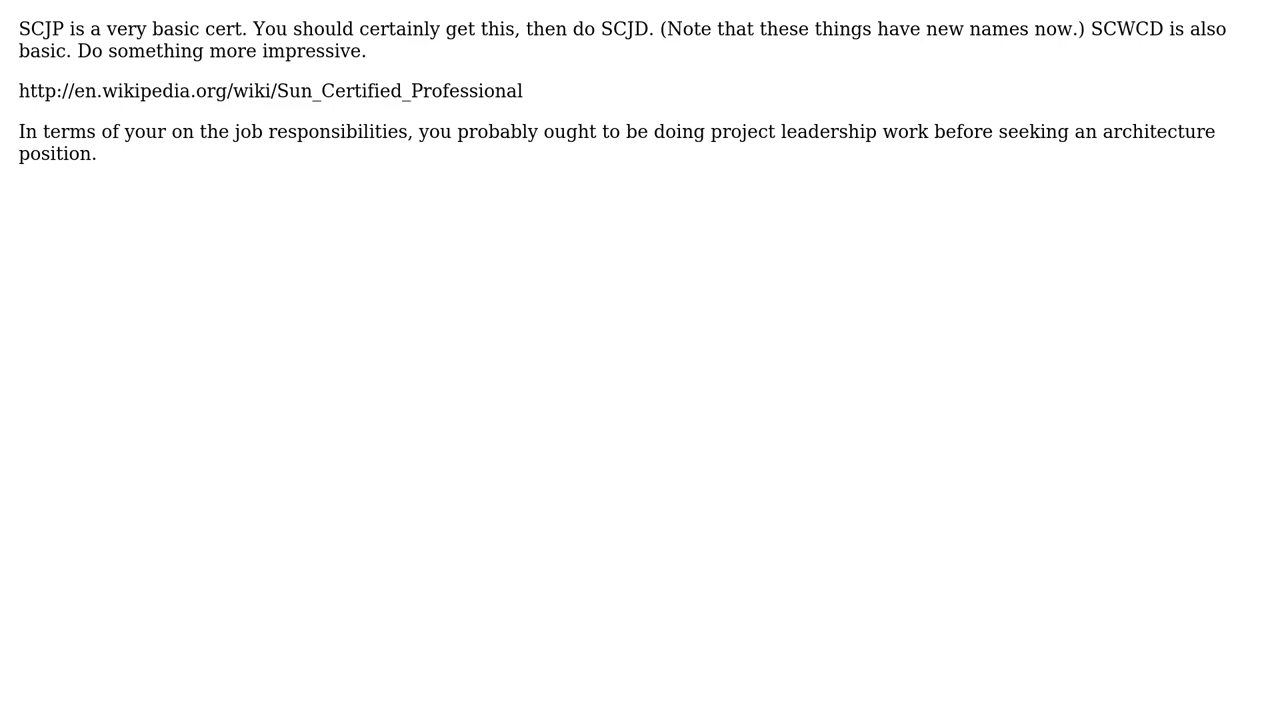 SCJP is a very basic cert. You should certainly get this, then do SCJD. (Note that these things have new names now.) SCWCD is also
basic. Do something more impressive.
http://en.wikipedia.org/wiki/Sun_Certified_Professional
In terms of your on the job responsibilities, you probably ought to be doing project leadership work before seeking an architecture
position.